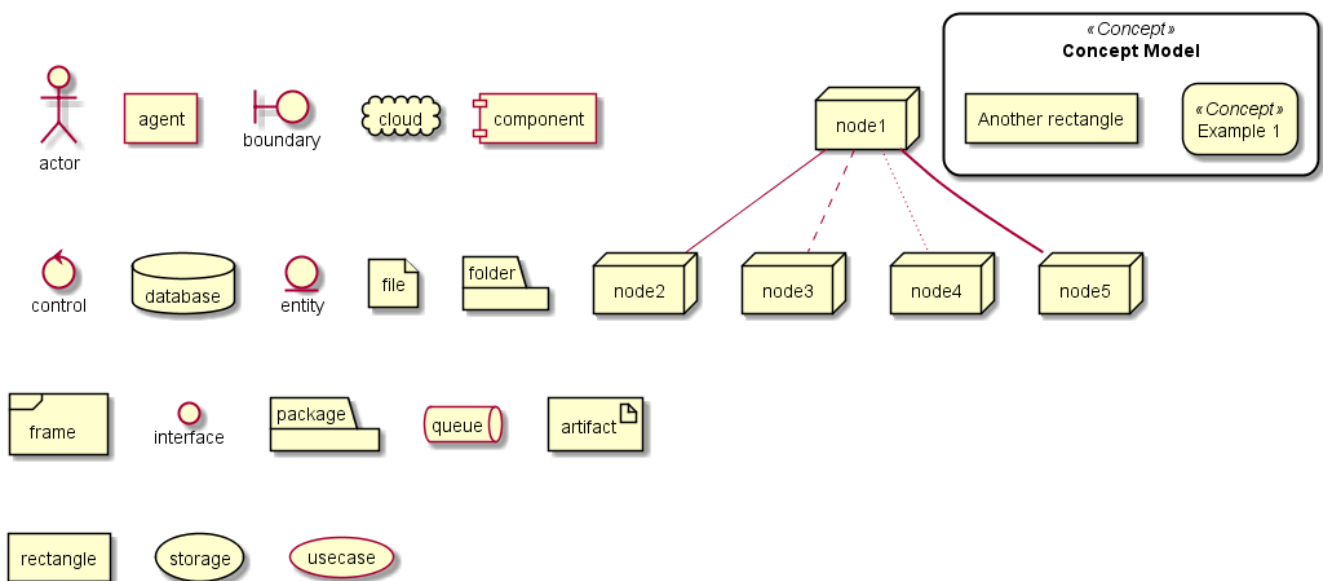 «Concept»
Concept Model
actor
agent
boundary
cloud
component
node1
Another rectangle
«Concept»
Example 1
control
database
entity
file
folder
node2
node3
node4
node5
frame
interface
package
queue
artifact
rectangle
storage
usecase